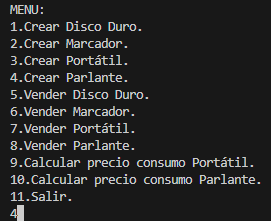 MENU:
1.Crear Disco Duro.
2.Crear Marcador.
3.Crear Portátil.
4.Crear Parlante.
5.Vender Disco Duro.
6.Vender Marcador.
7.Vender Portátil.
8.Vender Parlante.
9.Calcular precio consumo Portátil.
10.Calcular precio consumo Parlante.
11.Salir.
4